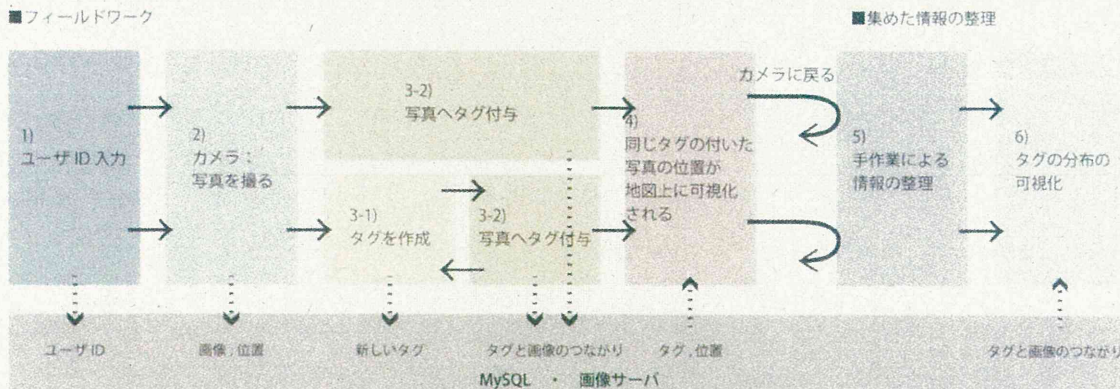 ■フィールドワーク
■集めた情報の整理
1)
ユーザ ID 入力
2)
カメラ：
写真を撮る
3-2)
写真へタグ付与
3-1)
タグを作成
3-2)
写真へタグ付与
4)
同じタグの付いた
写真の位置が
地図上に可視化
される
カメラに戻る
5)
手作業による
情報の整理
6)
タグの分布の
可視化
ユーザ ID
画像 , 位置
新しいタグ
タグと画像のつながり
タグ , 位置
タグと画像のつながり
MySQL ・ 画像サーバ